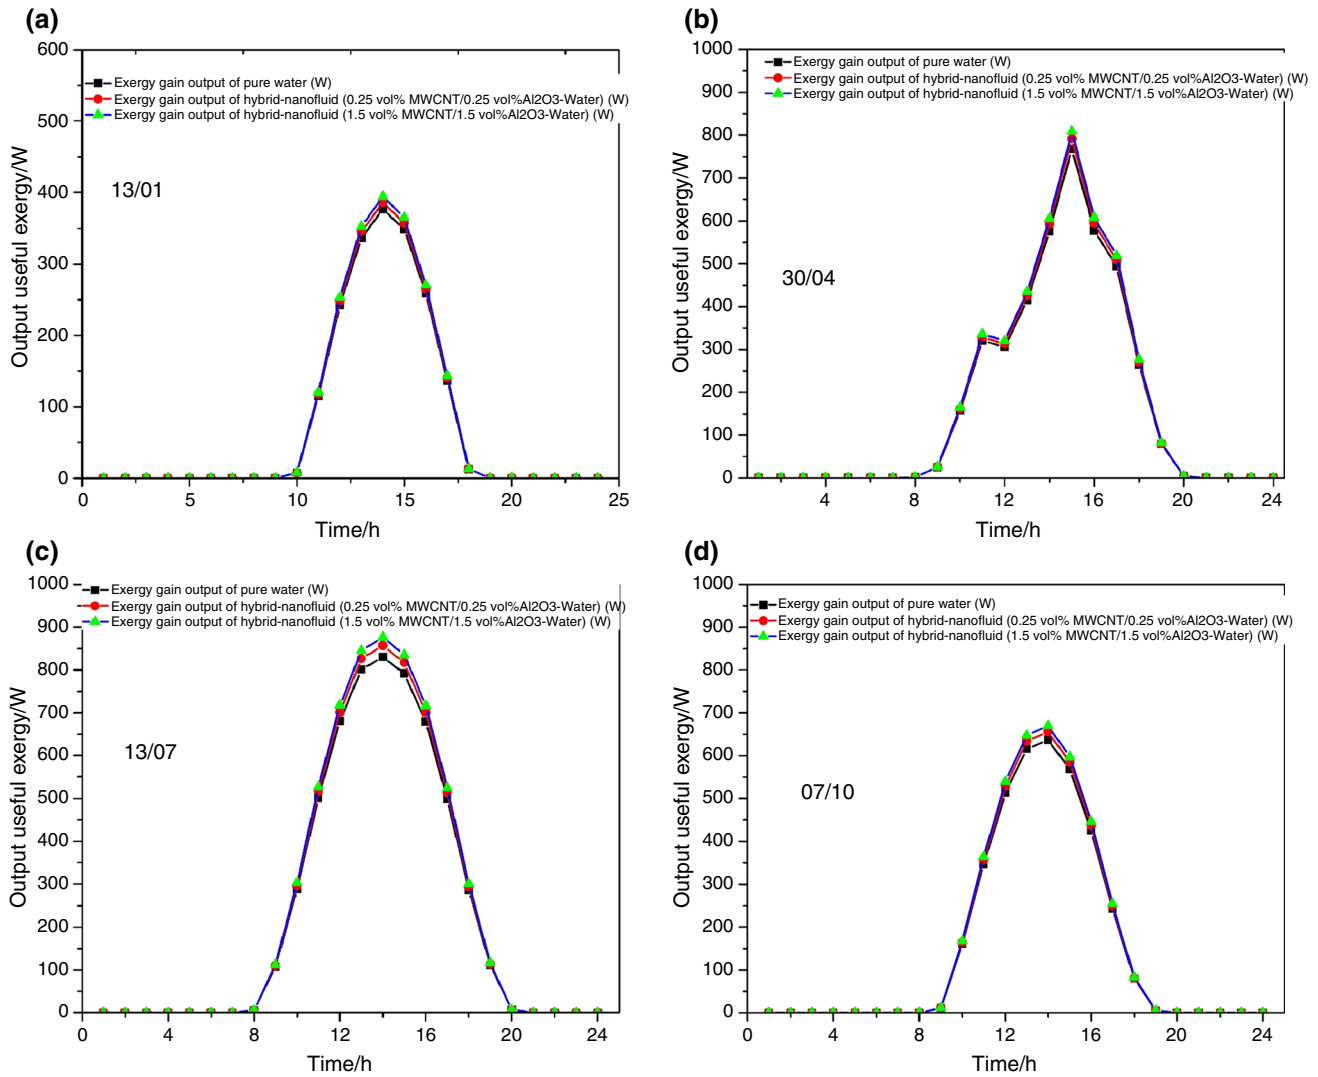 (a)
600
500
400
300
200
100
0
Output useful exergy/W
Exergy gain output of pure water (W)
Exergy gain output of hybrid-nanofluid (0.25 vol% MWCNT/0.25 vol%Al2O3-Water) (W)
Exergy gain output of hybrid-nanofluid (1.5 vol% MWCNT/1.5 vol%Al2O3-Water) (W)
13/01
0 5 10 15 20 25
Time/h
(b)
1000
900
800
700
600
500
400
300
200
100
0
Output useful exergy/W
Exergy gain output of pure water (W)
Exergy gain output of hybrid-nanofluid (0.25 vol% MWCNT/0.25 vol%Al2O3-Water) (W)
Exergy gain output of hybrid-nanofluid (1.5 vol% MWCNT/1.5 vol%Al2O3-Water) (W)
30/04
4 8 12 16 20 24
Time/h
(c)
1000
900
800
700
600
500
400
300
200
100
0
Output useful exergy/W
Exergy gain output of pure water (W)
Exergy gain output of hybrid-nanofluid (0.25 vol% MWCNT/0.25 vol%Al2O3-Water) (W)
Exergy gain output of hybrid-nanofluid (1.5 vol% MWCNT/1.5 vol%Al2O3-Water) (W)
13/07
0 4 8 12 16 20 24
Time/h
(d)
1000
900
800
700
600
500
400
300
200
100
0
Output useful exergy/W
Exergy gain output of pure water (W)
Exergy gain output of hybrid-nanofluid (0.25 vol% MWCNT/0.25 vol%Al2O3-Water) (W)
Exergy gain output of hybrid-nanofluid (1.5 vol% MWCNT/1.5 vol%Al2O3-Water) (W)
07/10
0 4 8 12 16 20 24
Time/h